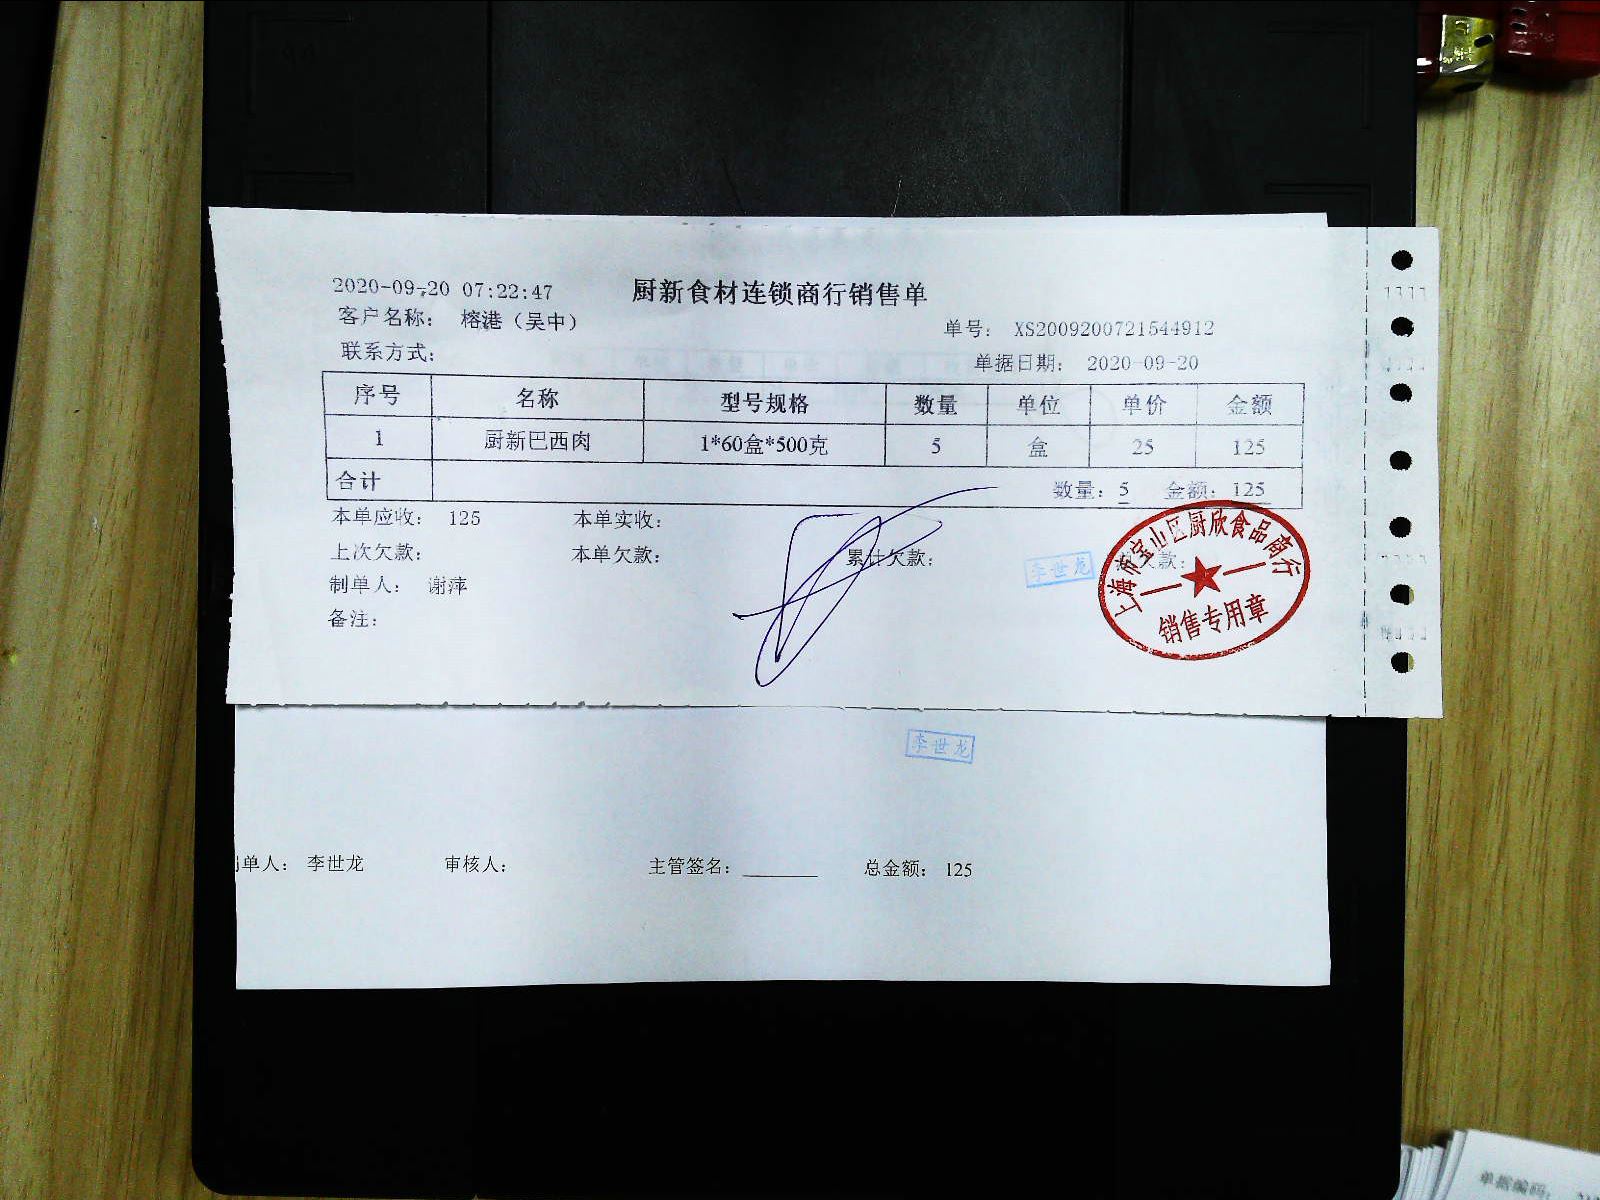 2020-09-20 07:22:47
厨新食材连锁商行销售单
客户名称： 榕港（吴中）
单号： XS2009200721544912
联系方式：
单据日期： 2020-09-20
序号 名称 型号规格 数量 单位 单价 金额
1 厨新巴西肉 1*60盒*500克 5 盒 25 125
合计 数量：5 金额：125
本单应收： 125 本单实收：
上次欠款： 本单欠款： 累计欠款： 欠款：
李世龙
上海市宝山区厨欣食品商行
销售专用章
制单人： 谢萍
备注：
李世龙
单人： 李世龙 审核人： 主管签名： 总金额： 125
单据编码：